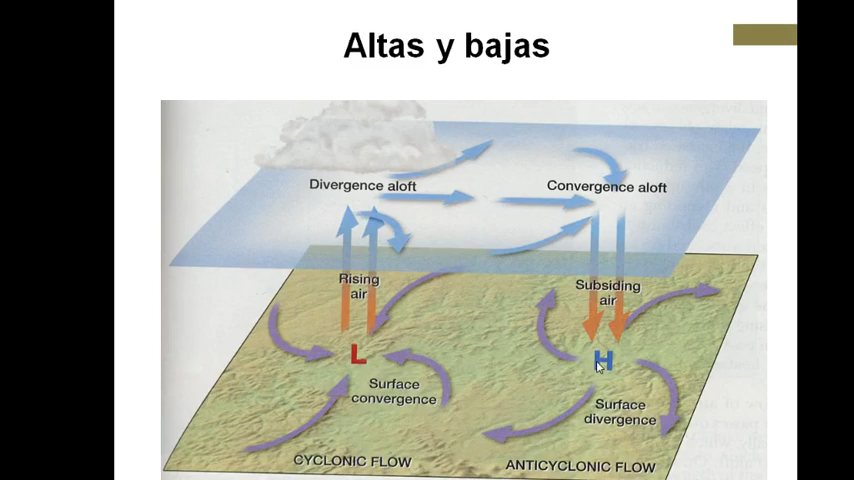 Altas y bajas
Divergence aloft
Convergence aloft
Rising
air
Subsiding
air
L
H
Surface
convergence
Surface
divergence
CYCLONIC FLOW
ANTICYCLONIC FLOW